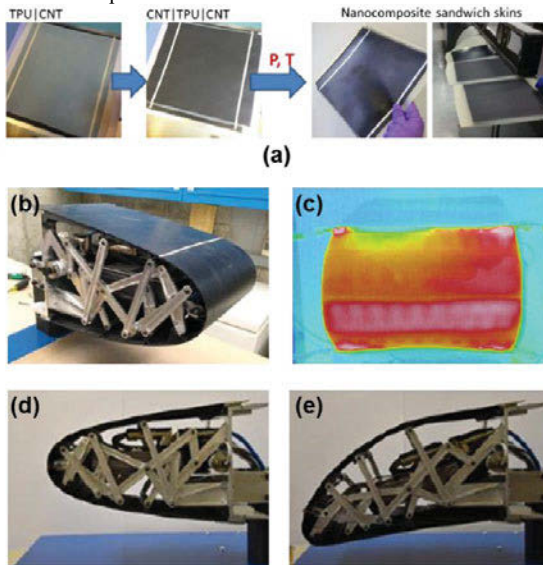 TPU|CNT
CNT|TPU|CNT
Nanocomposite sandwich skins
P, T
(a)
(b)
(c)
(d)
(e)